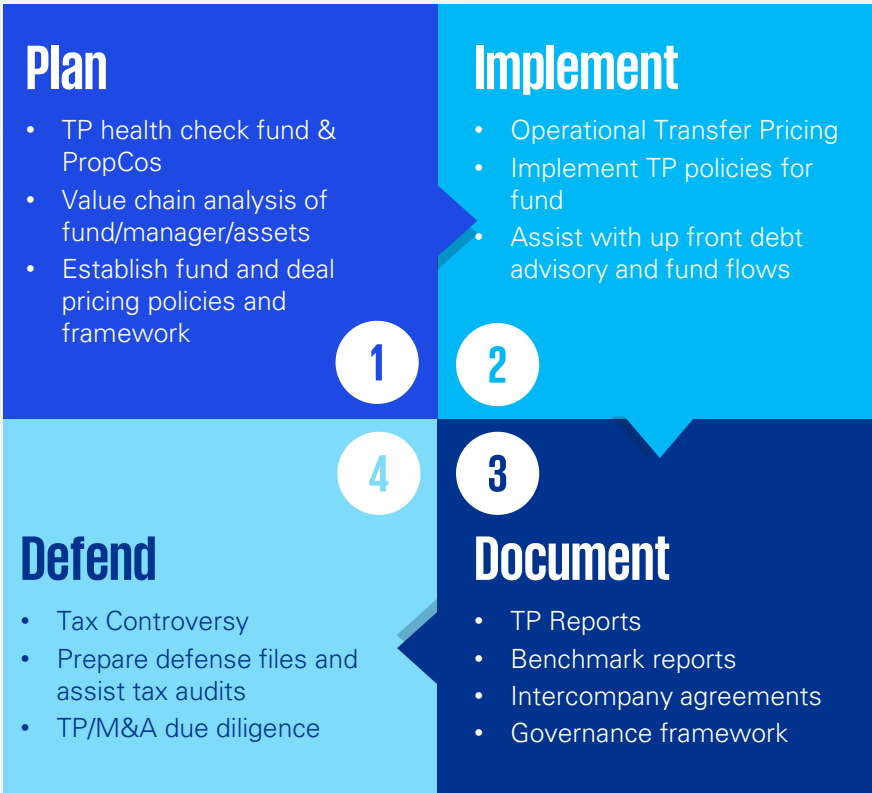 Plan
• TP health check fund &
PropCos
• Value chain analysis of
fund/manager/assets
• Establish fund and deal
pricing policies and
framework
1
Implement
• Operational Transfer Pricing
• Implement TP policies for
fund
• Assist with up front debt
advisory and fund flows
2
3
Document
• TP Reports
• Benchmark reports
• Intercompany agreements
• Governance framework
4
Defend
• Tax Controversy
• Prepare defense files and
assist tax audits
• TP/M&A due diligence